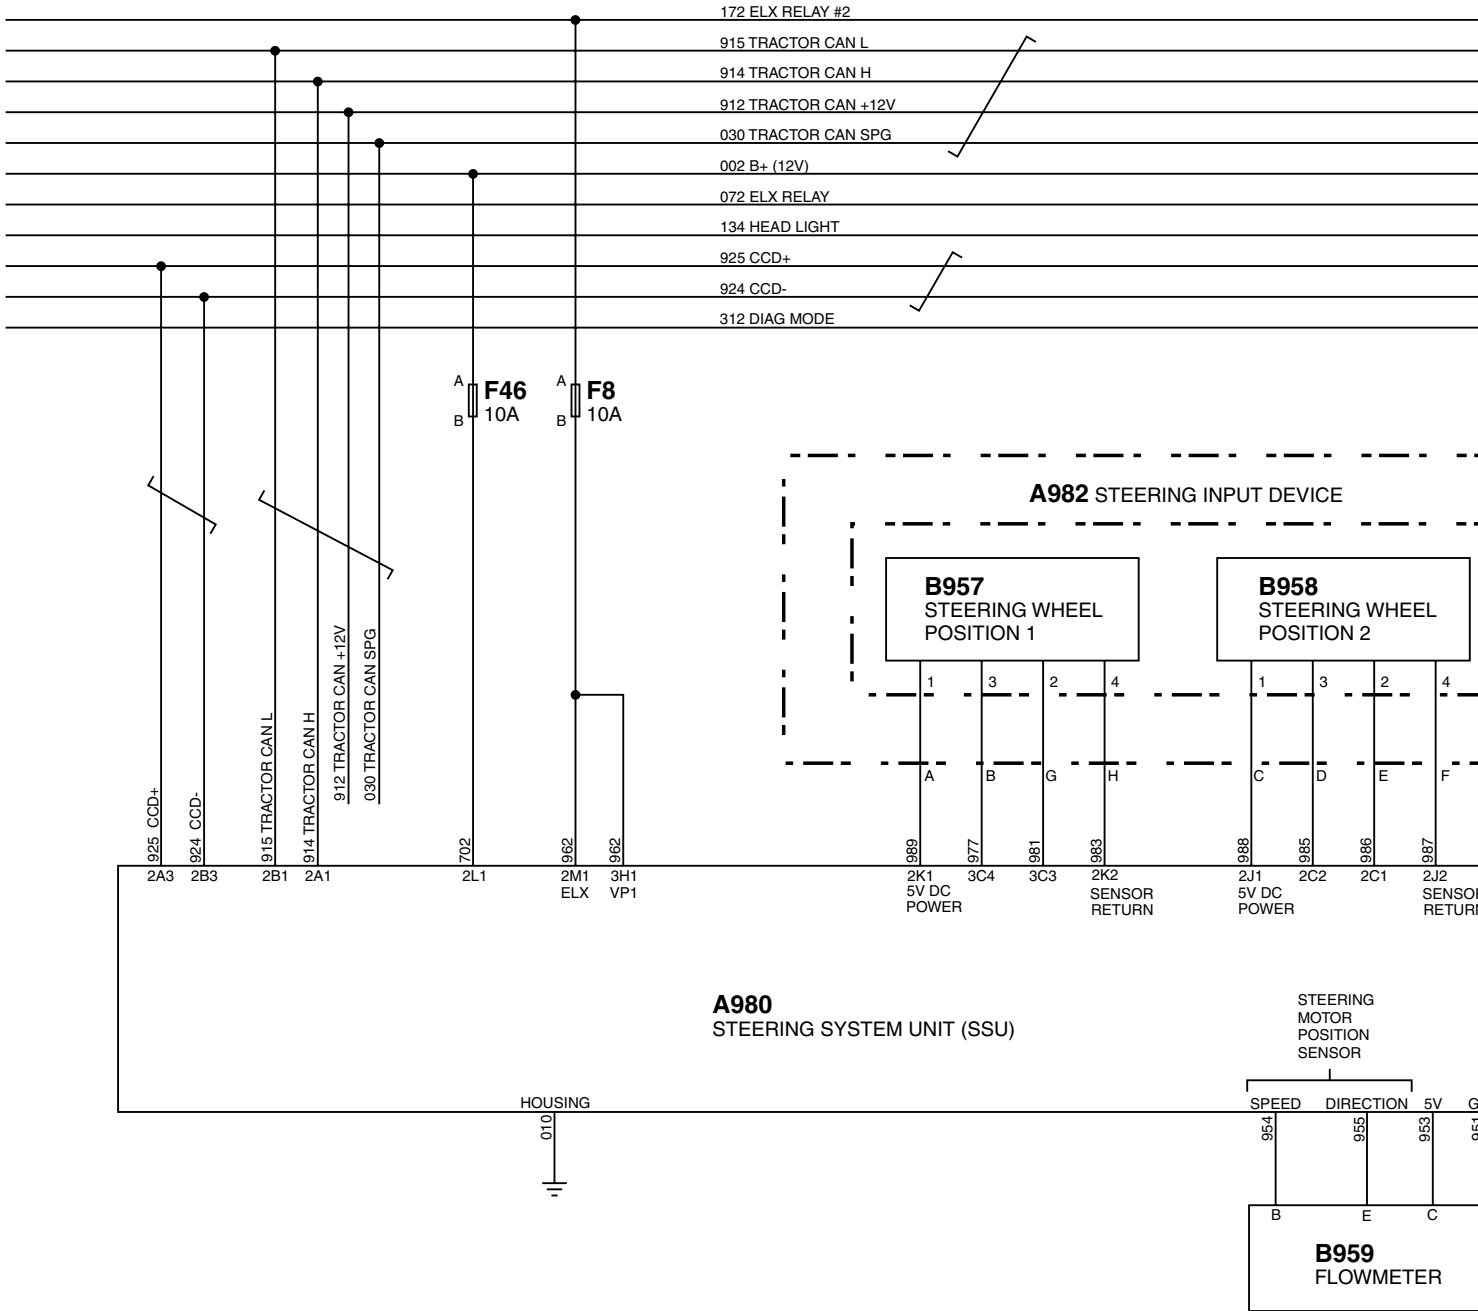 172 ELX RELAY #2
915 TRACTOR CAN L
914 TRACTOR CAN H
912 TRACTOR CAN +12V
030 TRACTOR CAN SPG
002 B+ (12V)
072 ELX RELAY
134 HEAD LIGHT
925 CCD+
924 CCD-
312 DIAG MODE
A F46
10A
B
A F8
10A
B
A982 STEERING INPUT DEVICE
B957
STEERING WHEEL
POSITION 1
B958
STEERING WHEEL
POSITION 2
1 3 2 4
1 3 2 4
A B G H
C D E F
925 CCD+
924 CCD-
915 TRACTOR CAN L
914 TRACTOR CAN H
912 TRACTOR CAN +12V
030 TRACTOR CAN SPG
702
962
962
989
977
981
983
988
985
986
987
2A3 2B3 2B1 2A1 2L1 2M1 3H1
ELX VP1
2K1 3C4 3C3 2K2
5V DC
POWER
SENSOR
RETURN
2J1 2C2 2C1 2J2
5V DC
POWER
SENSOR
RETURN
A980
STEERING SYSTEM UNIT (SSU)
STEERING
MOTOR
POSITION
SENSOR
HOUSING
010
SPEED DIRECTION 5V G
954
955
953
951
B E C
B959
FLOWMETER